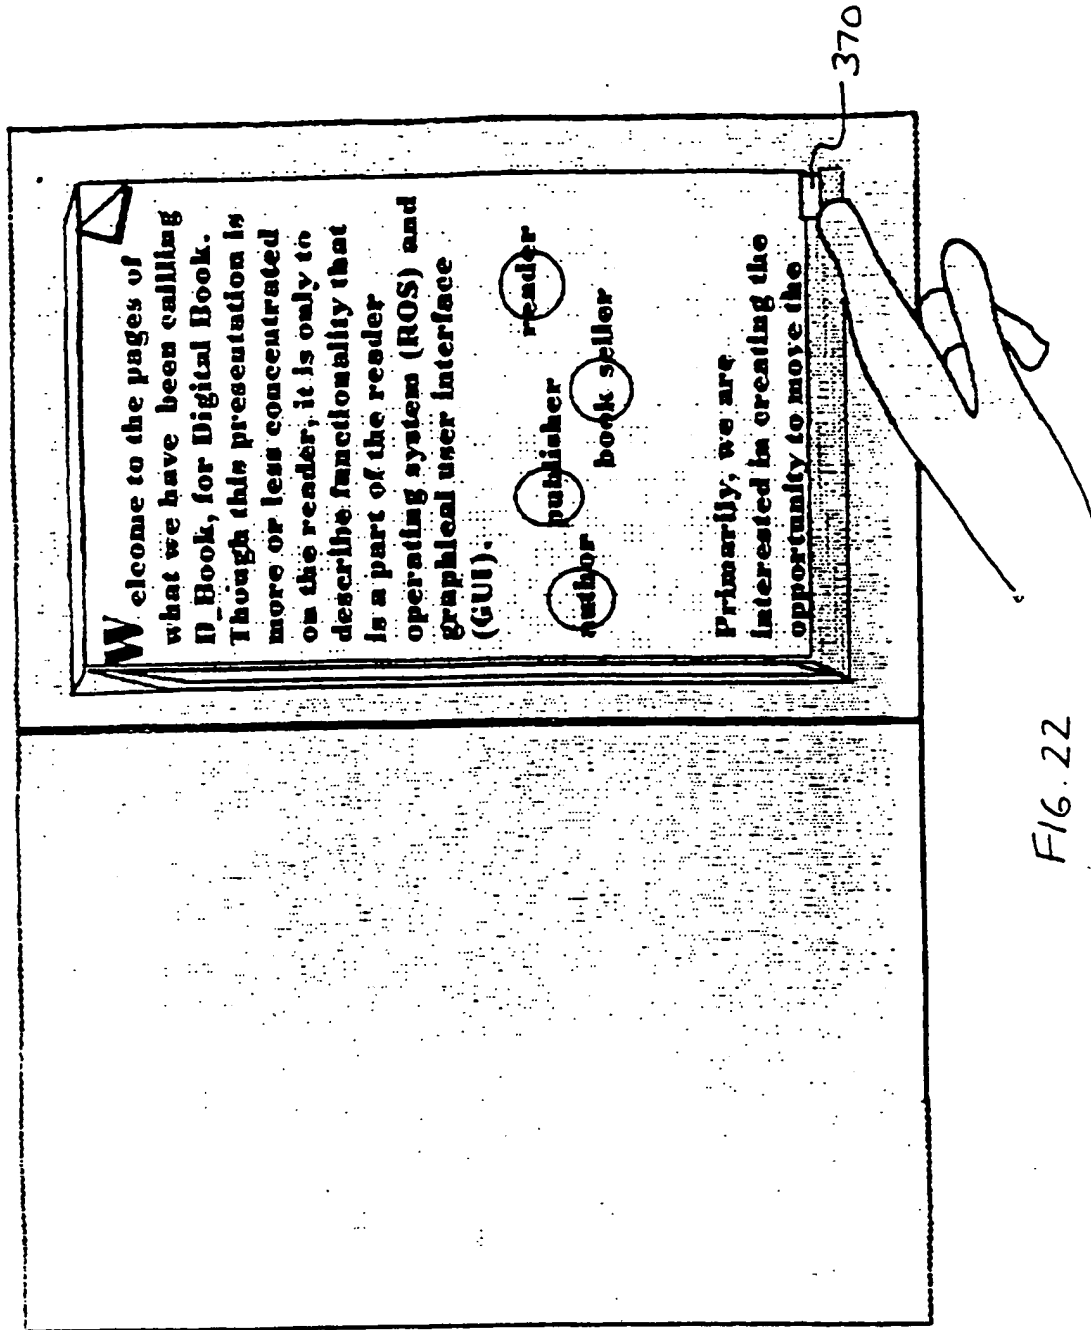 Welcome to the pages of
what we have been callling
D_Book, for Digital Book.
Though this presentation is
more or less concentrated
on the reader, it is only to
describe functionality that
is a part of the reader
operating system (ROS) and
graphical user interface
(GUI).
reader
publisher
author
book seller
Primarily, we are
interested in creating the
opportunity to move the
370
FIG. 22